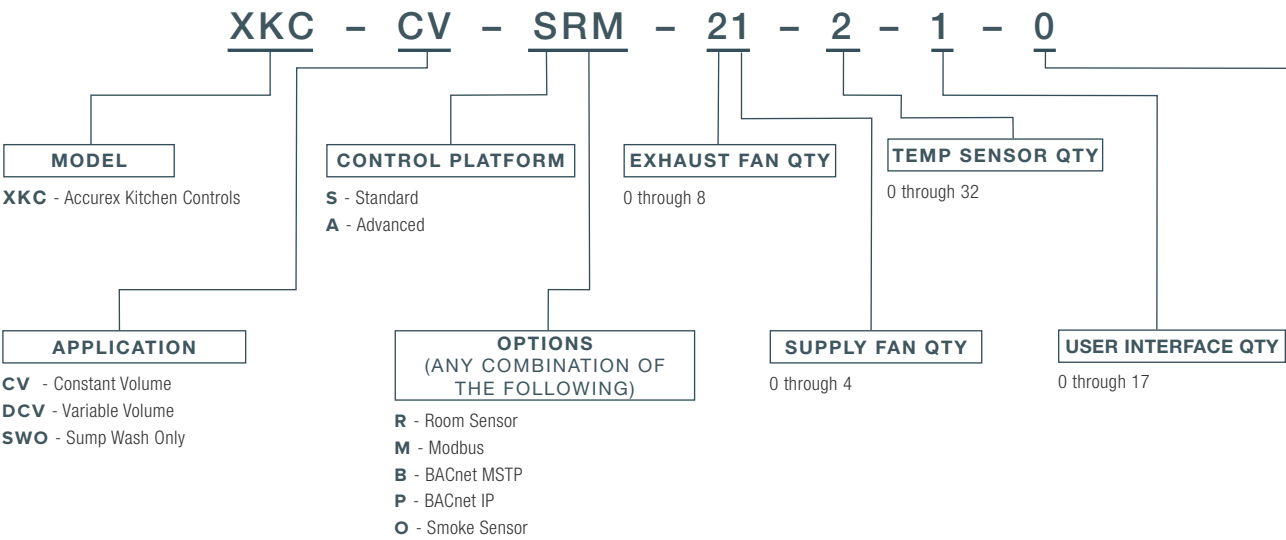 XKC – CV – SRM – 21 – 2 – 1 – 0
MODEL
XKC - Accurex Kitchen Controls
CONTROL PLATFORM
S - Standard
A - Advanced
EXHAUST FAN QTY
0 through 8
TEMP SENSOR QTY
0 through 32
APPLICATION
CV - Constant Volume
DCV - Variable Volume
SWO - Sump Wash Only
OPTIONS
(ANY COMBINATION OF
THE FOLLOWING)
R - Room Sensor
M - Modbus
B - BACnet MSTP
P - BACnet IP
O - Smoke Sensor
SUPPLY FAN QTY
0 through 4
USER INTERFACE QTY
0 through 17